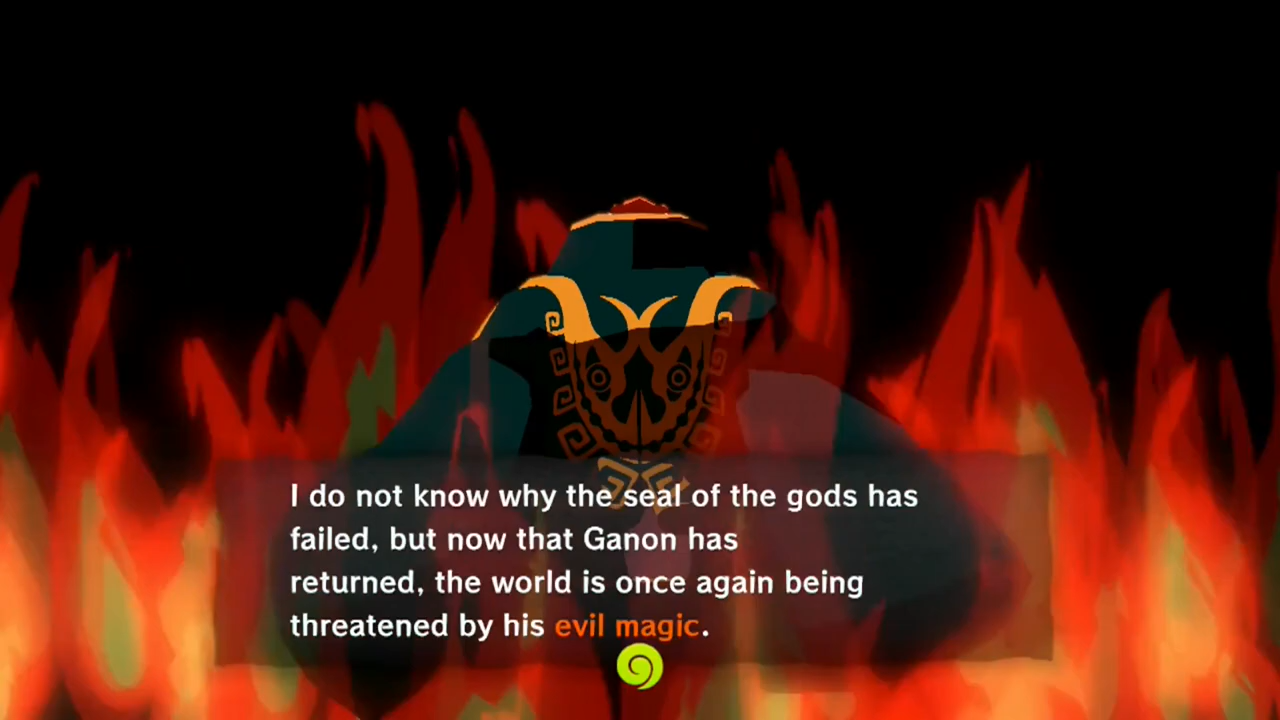 I do not know why the seal of the gods has
failed, but now that Ganon has
returned, the world is once again being
threatened by his evil magic.